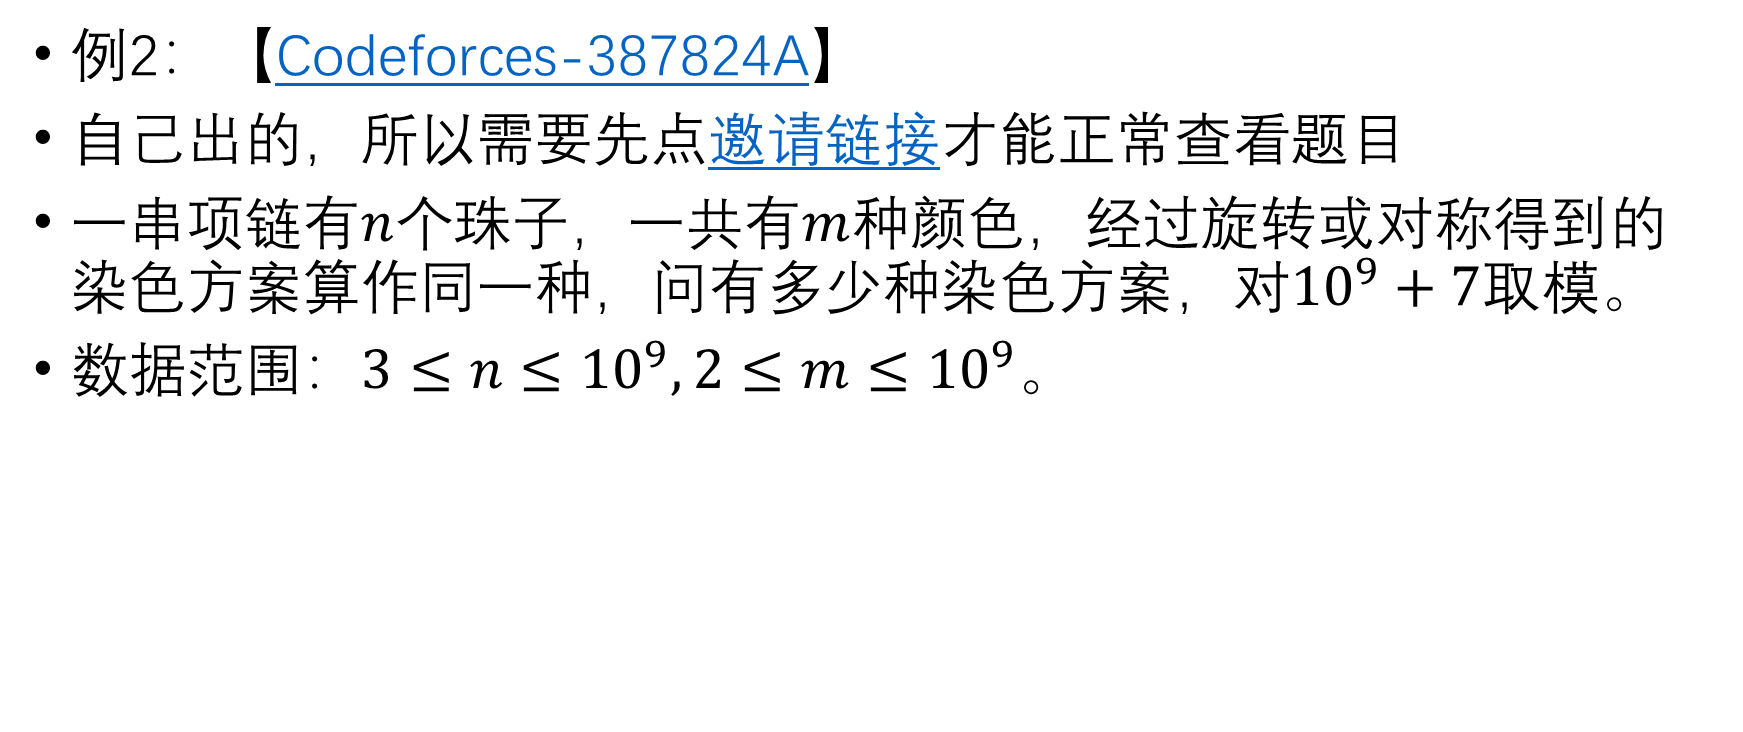 • 例2：【Codeforces-387824A】
• 自己出的，所以需要先点邀请链接才能正常查看题目
• 一串项链有n个珠子，一共有m种颜色，经过旋转或对称得到的
染色方案算作同一种，问有多少种染色方案，对10⁹ + 7取模。
• 数据范围：3 ≤ n ≤ 10⁹, 2 ≤ m ≤ 10⁹。